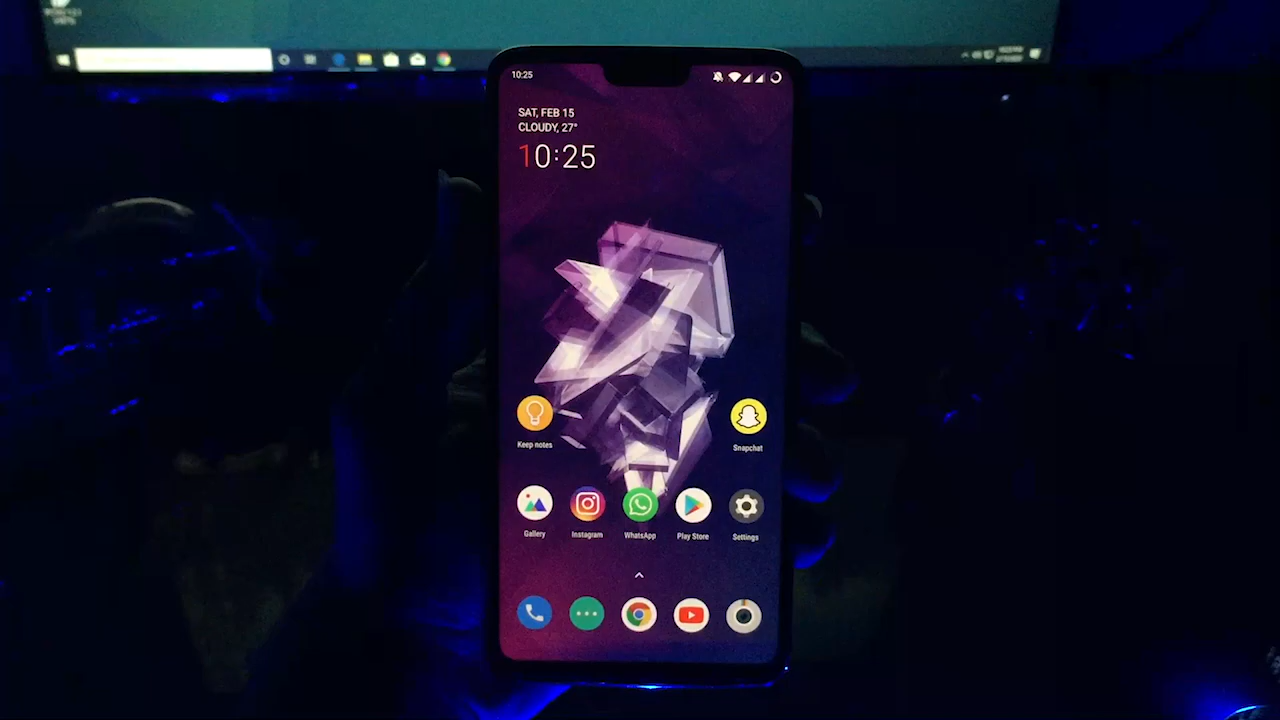 10:25
SAT, FEB 15
CLOUDY, 27°
10:25
Keep notes
Snapchat
Gallery
Instagram
WhatsApp
Play Store
Settings